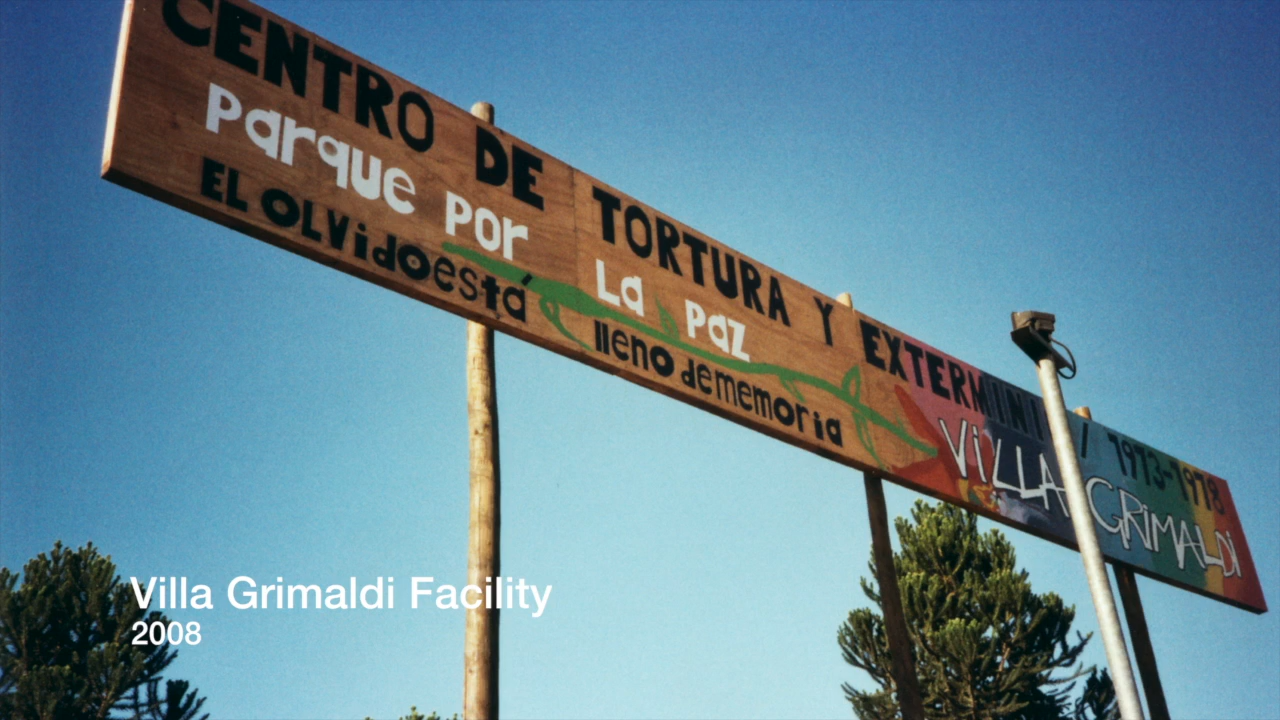 CENTRO DE TORTURA Y EXTERMINIO / 1973-1978
Parque por La Paz
VILLA GRIMALDI
EL OLVido está lleno de memoria
Villa Grimaldi Facility
2008